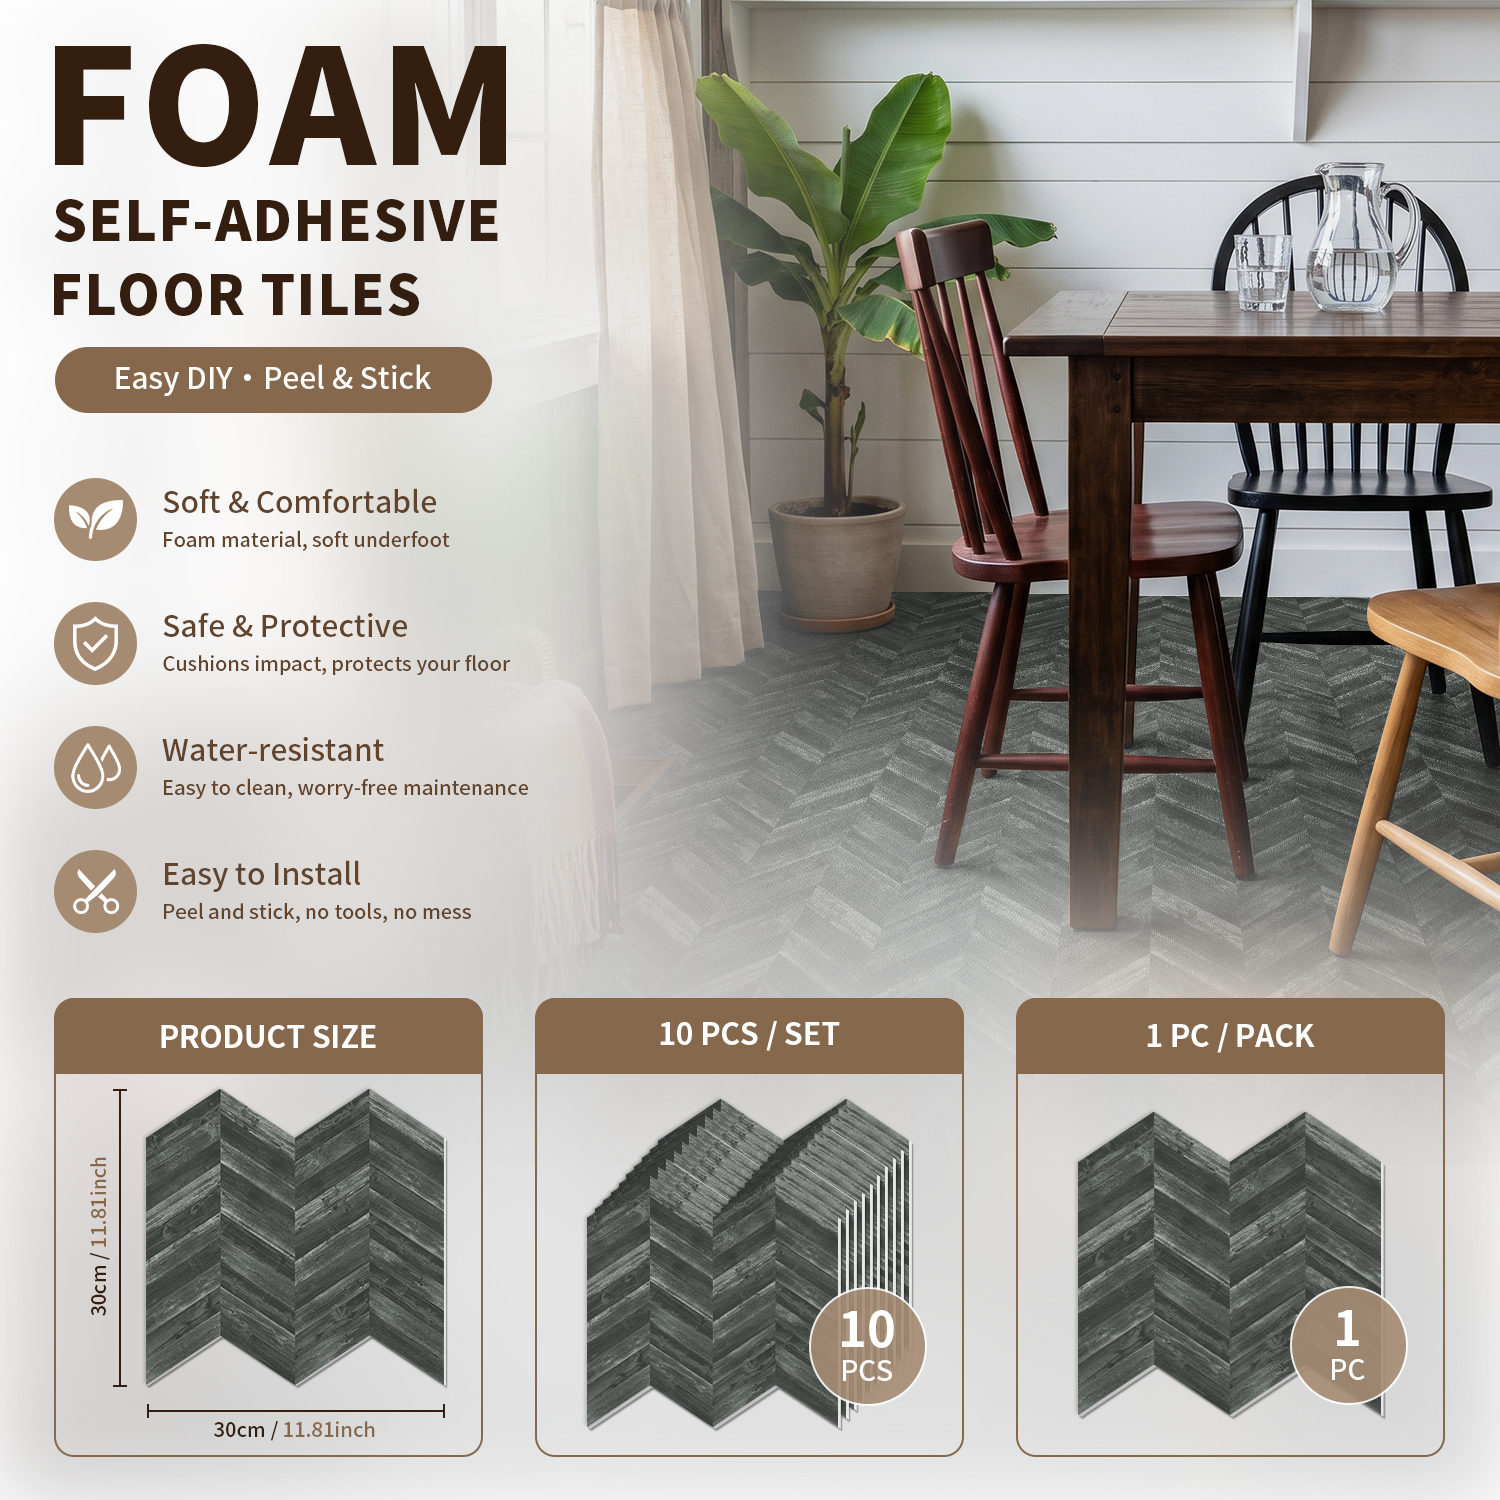 FOAM
SELF-ADHESIVE
FLOOR TILES
Easy DIY • Peel & Stick
Soft & Comfortable
Foam material, soft underfoot
Safe & Protective
Cushions impact, protects your floor
Water-resistant
Easy to clean, worry-free maintenance
Easy to Install
Peel and stick, no tools, no mess
PRODUCT SIZE
30cm / 11.81inch
30cm / 11.81inch
10 PCS / SET
10
PCS
1 PC / PACK
1
PC